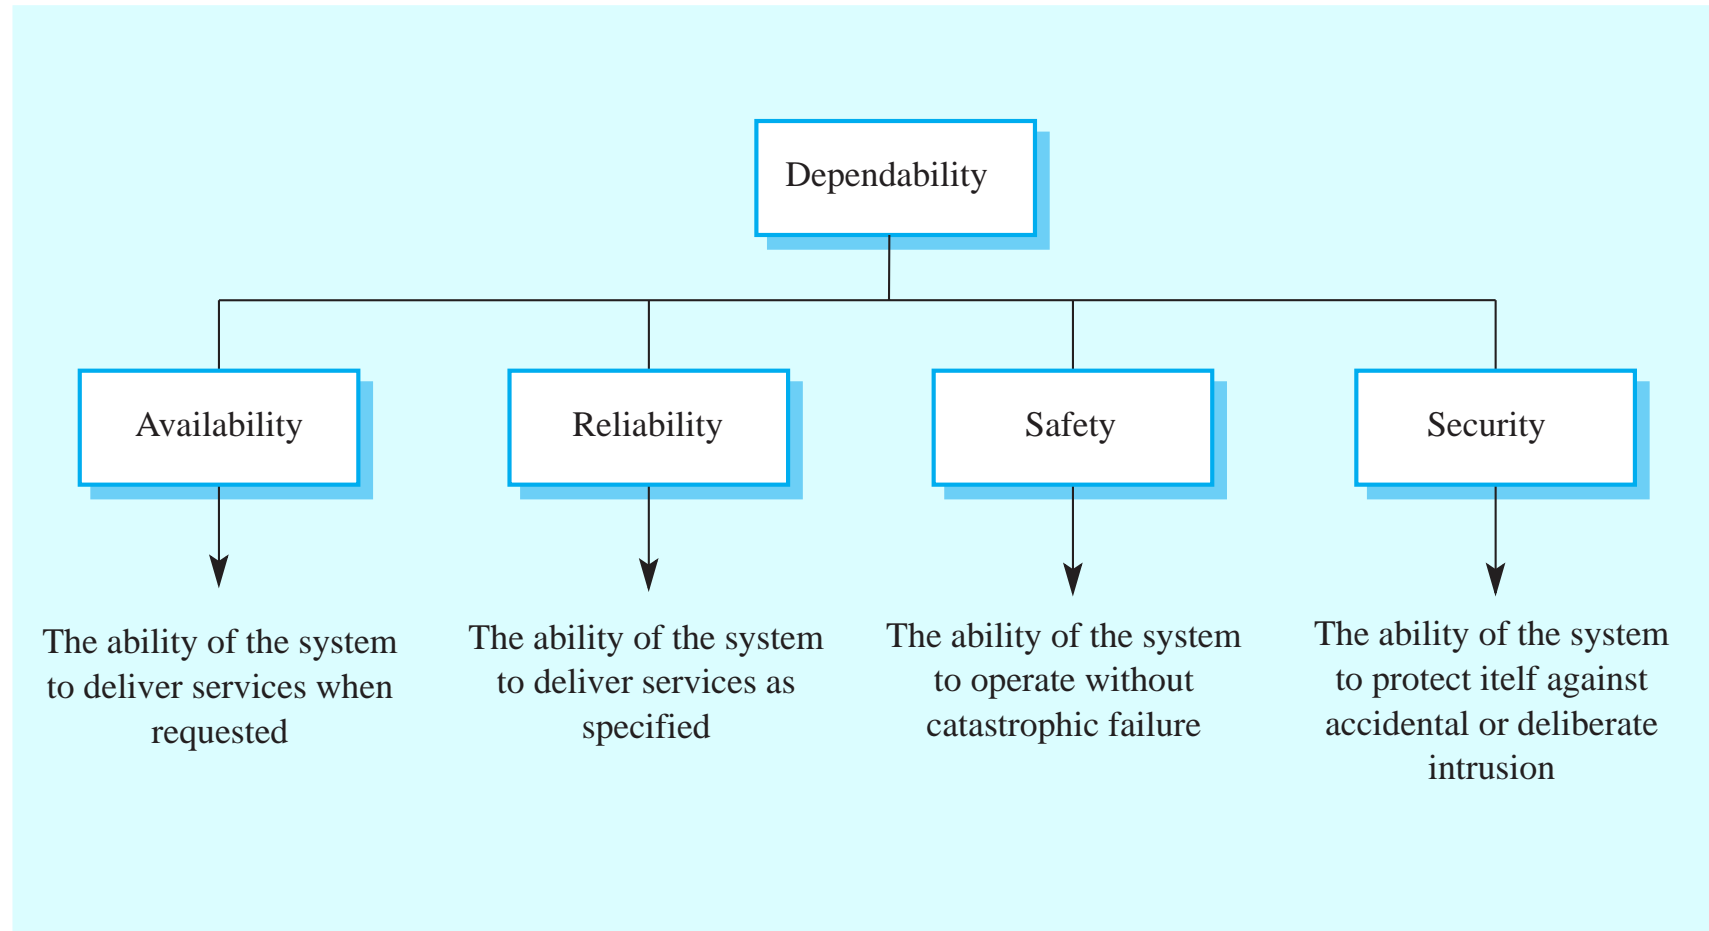 Dependability
Availability
Reliability
Safety
Security
The ability of the system
to deliver services when
requested
The ability of the system
to deliver services as
specified
The ability of the system
to operate without
catastrophic failure
The ability of the system
to protect itelf against
accidental or deliberate
intrusion